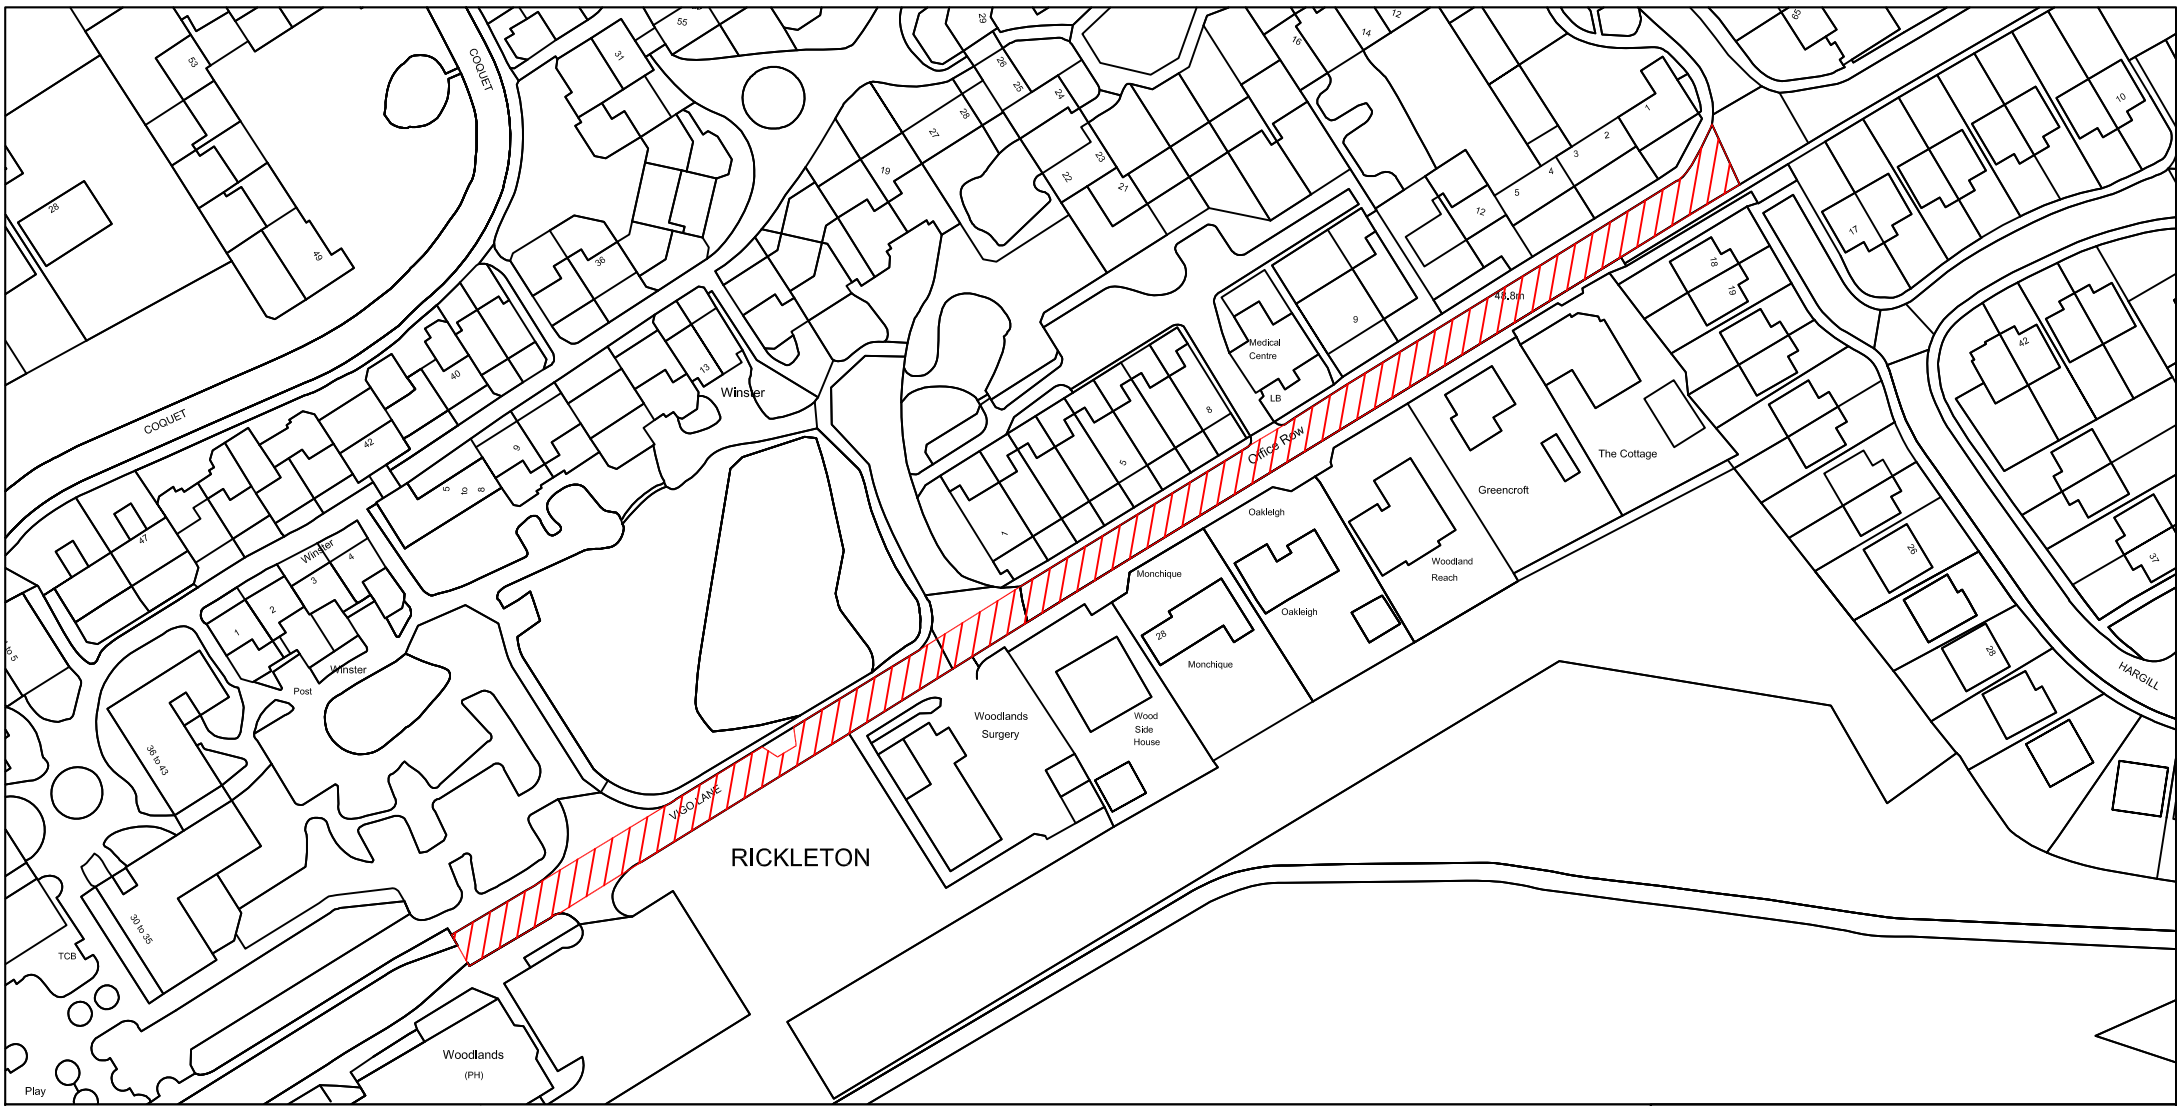 55
29
12
65
53
31
COQUET
14
16
26
25
24
28
27
10
1
2
3
4
5
12
23
22
21
19
28
17
49
36
18
19
48.8m
Medical
Centre
9
42
13
40
Winster
LB
8
COQUET
42
9
5
to
8
5
Office Row
The Cottage
Greencroft
Oakleigh
47
Winster
4
3
2
1
1
Woodland
Reach
26
37
Monchique
Oakleigh
28
Monchique
to 5
Winster
Post
28
HARGILL
Woodlands
Surgery
Wood
Side
House
36 to 43
VIGO LANE
RICKLETON
30 to 35
TCB
Woodlands
(PH)
Play